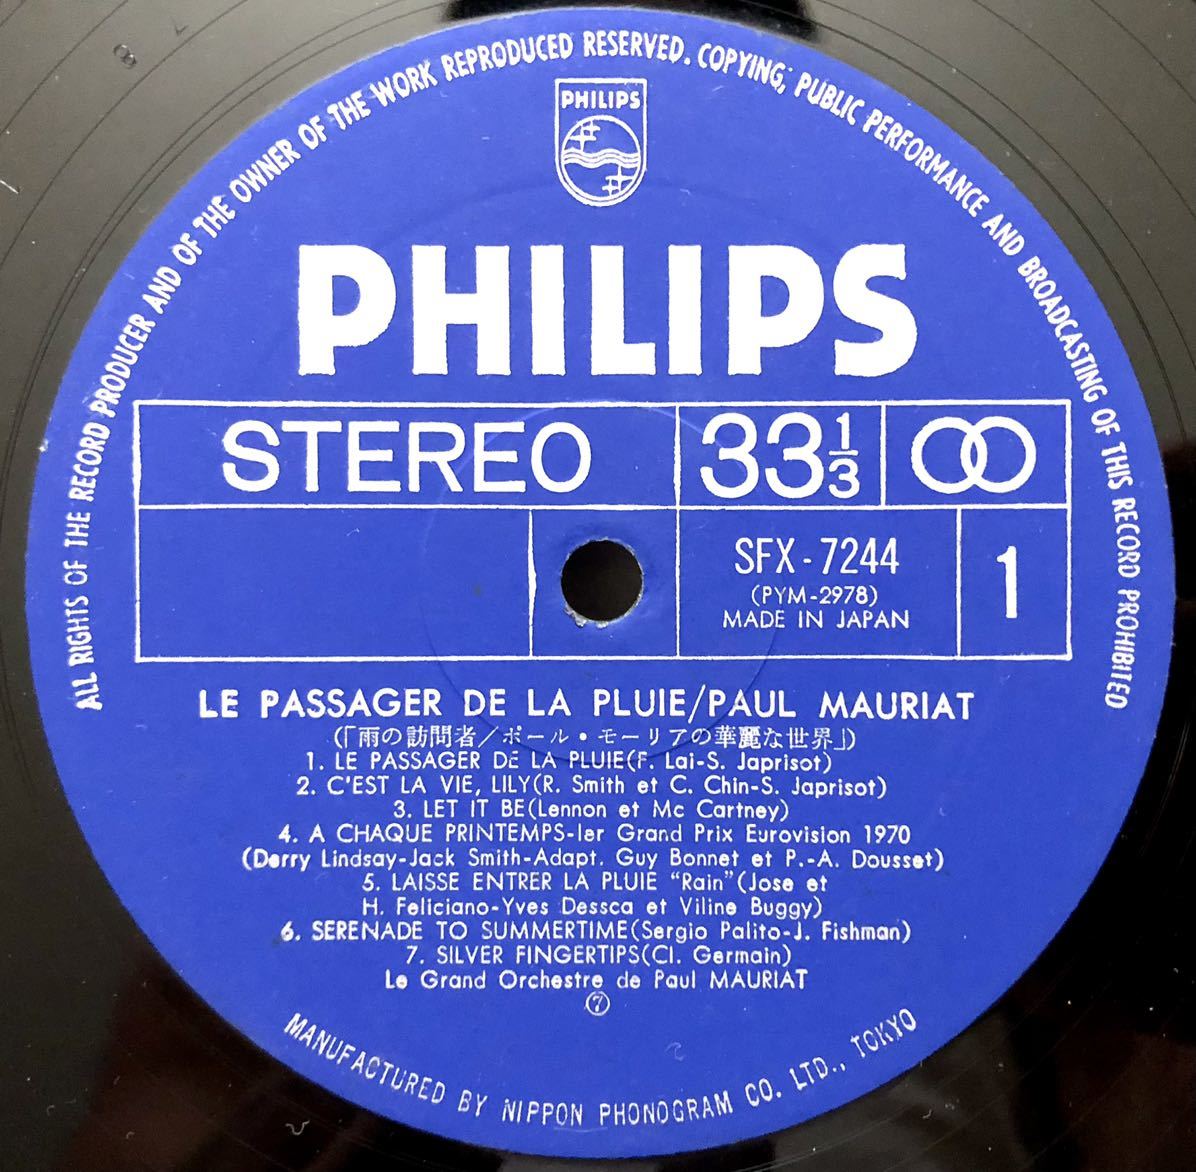 ALL RIGHTS OF THE RECORD PRODUCER AND OF THE OWNER OF THE WORK REPRODUCED RESERVED. COPYING, PUBLIC PERFORMANCE AND BROADCASTING OF THIS RECORD PROHIBITED
PHILIPS
PHILIPS
STEREO 33 1/3
SFX-7244
(PYM-2978)
MADE IN JAPAN
1
LE PASSAGER DE LA PLUIE/PAUL MAURIAT
(「雨の訪問者/ポール・モーリアの華麗な世界」)
1. LE PASSAGER DE LA PLUIE(F. Lai-S. Japrisot)
2. C'EST LA VIE, LILY(R. Smith et C. Chin-S. Japrisot)
3. LET IT BE(Lennon et Mc Cartney)
4. A CHAQUE PRINTEMPS-ler Grand Prix Eurovision 1970
(Derry Lindsay-Jack Smith-Adapt. Guy Bonnet et P.-A. Dousset)
5. LAISSE ENTRER LA PLUIE "Rain"(Jose et
H. Feliciano-Yves Dessca et Viline Buggy)
6. SERENADE TO SUMMERTIME(Sergio Palito-J. Fishman)
7. SILVER FINGERTIPS(Cl. Germain)
Le Grand Orchestre de Paul MAURIAT
⑦
MANUFACTURED BY NIPPON PHONOGRAM CO. LTD., TOKYO